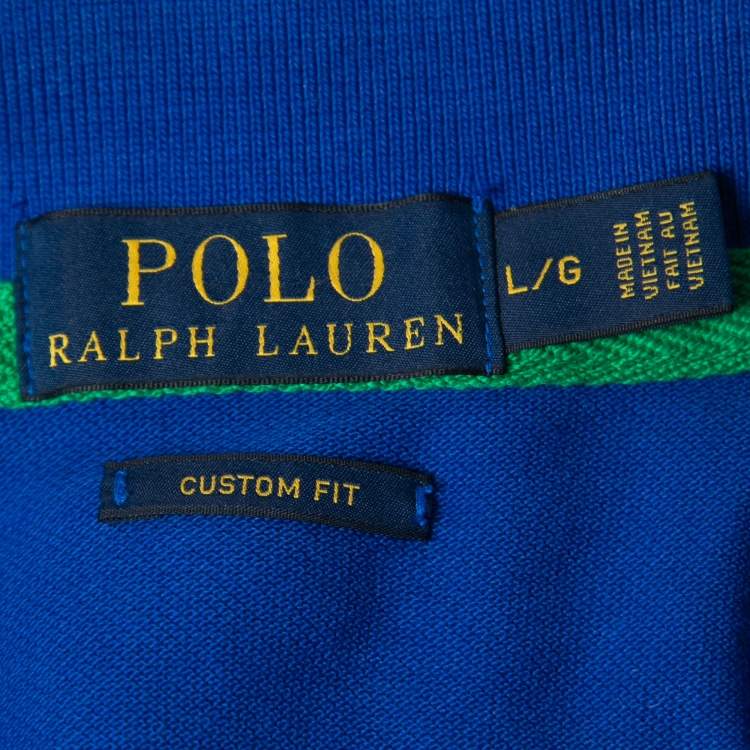 POLO
RALPH LAUREN
L/G
MADE IN
VIETNAM
FAIT AU
VIETNAM
CUSTOM FIT